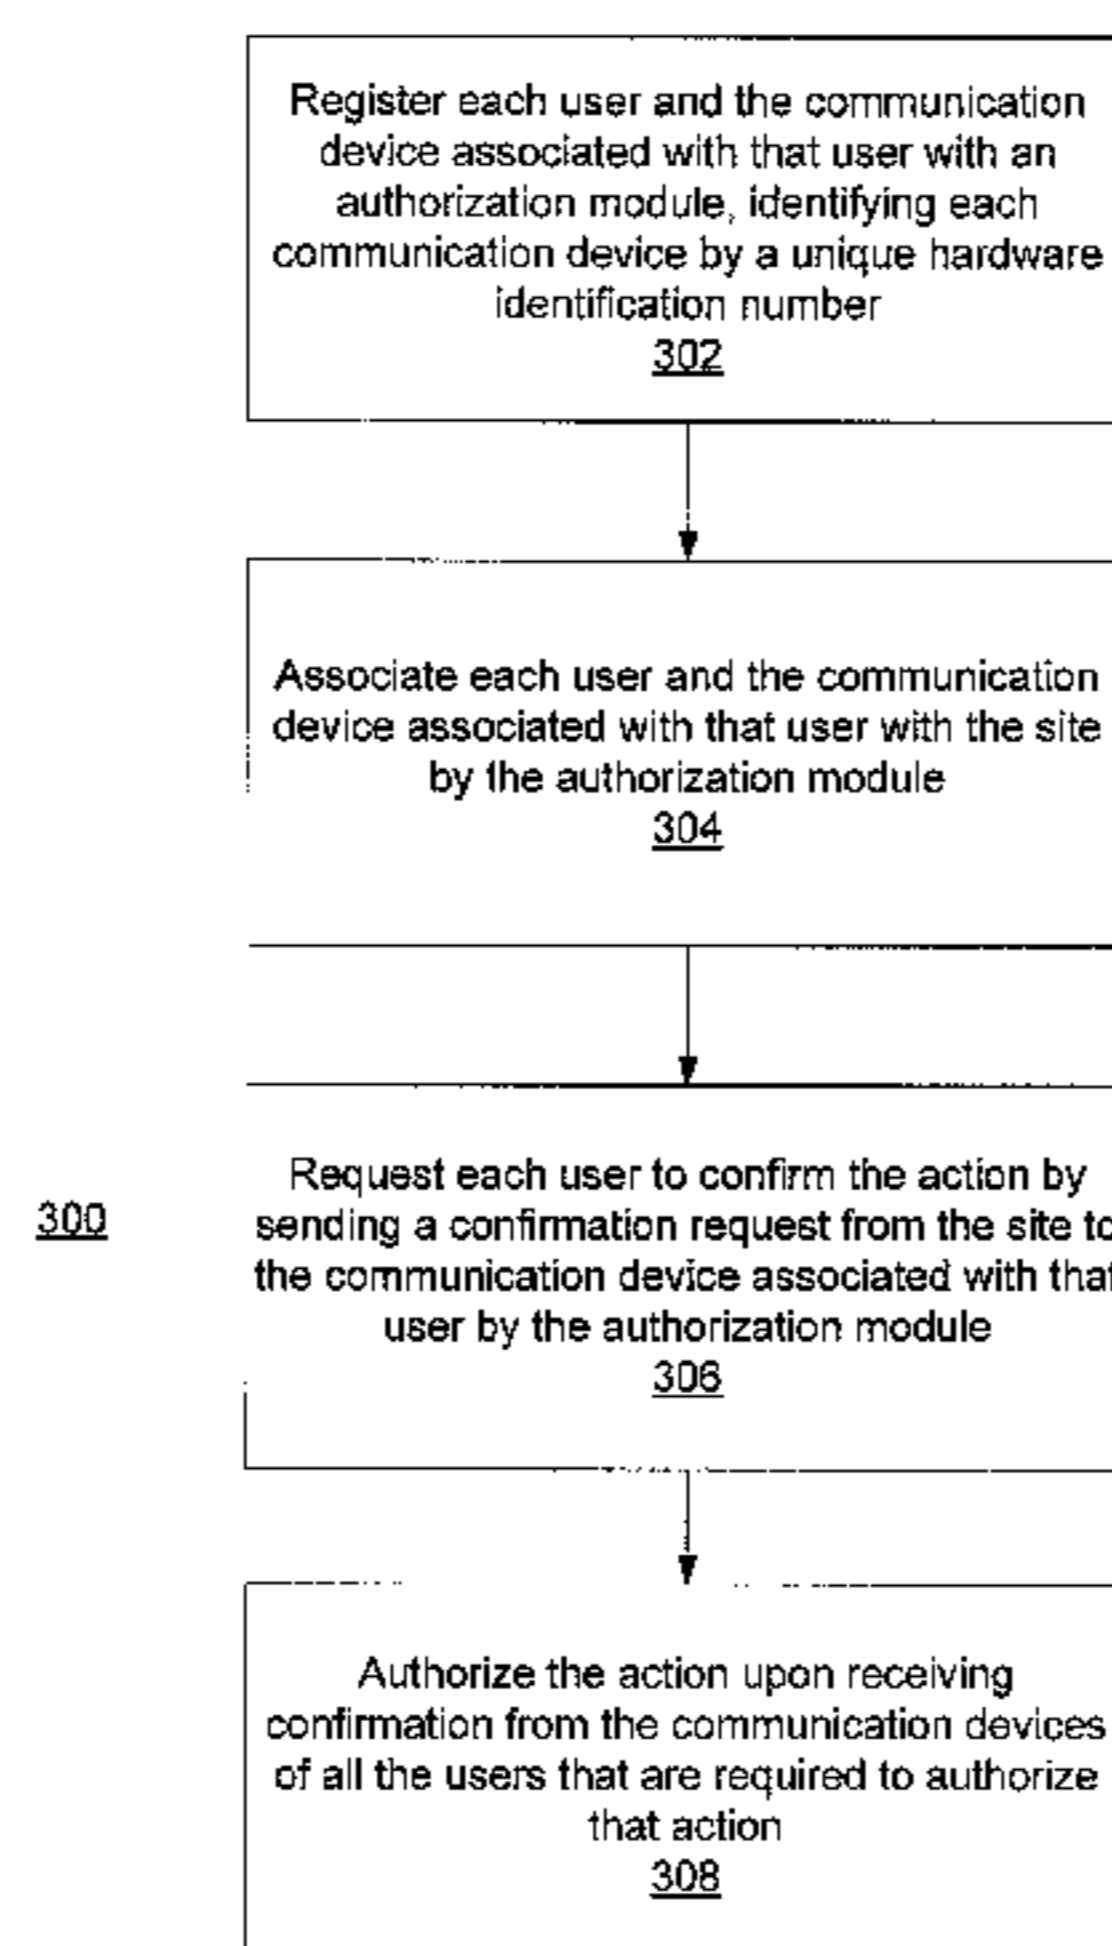 Register each user and the communication
device associated with that user with an
authorization module, identifying each
communication device by a unique hardware
identification number
302
Associate each user and the communication
device associated with that user with the site
by the authorization module
304
300
Request each user to confirm the action by
sending a confirmation request from the site to
the communication device associated with that
user by the authorization module
306
Authorize the action upon receiving
confirmation from the communication devices
of all the users that are required to authorize
that action
308